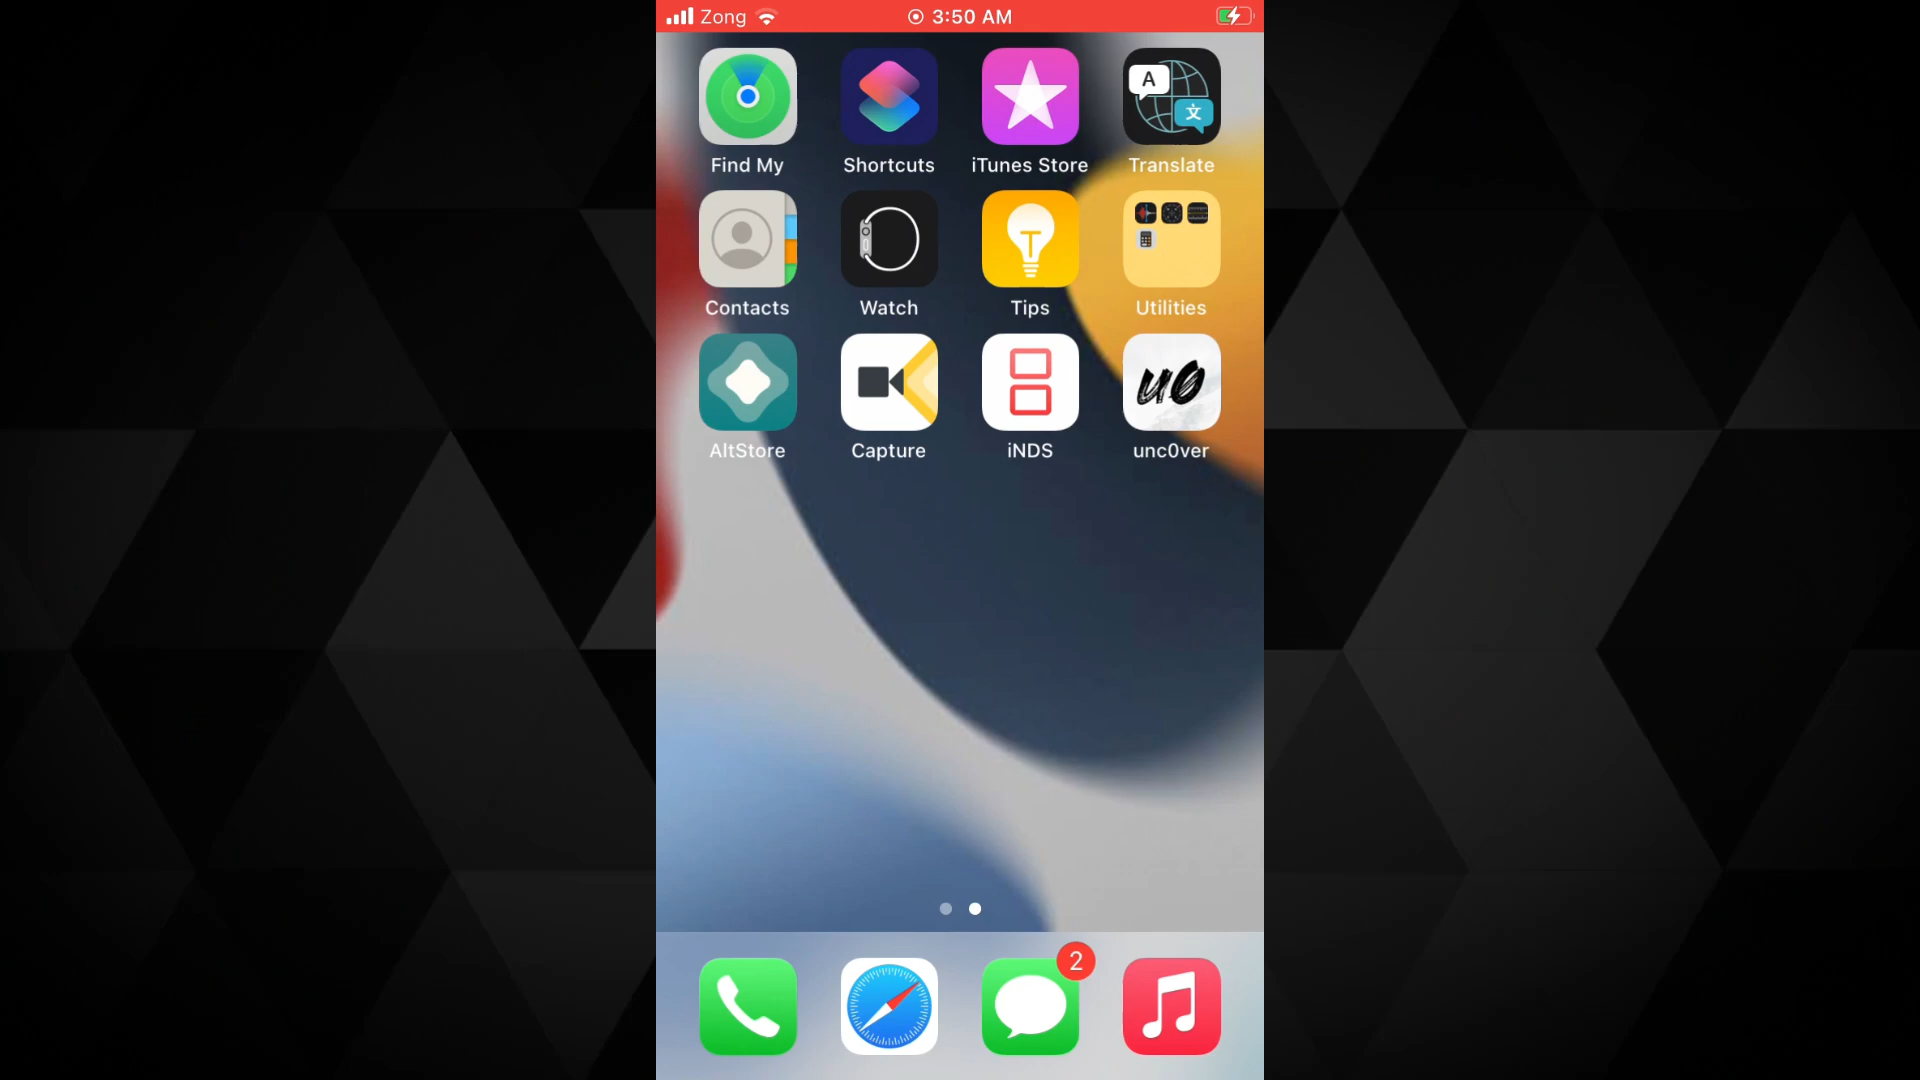 Zong 3:50 AM
A 文
Find My Shortcuts iTunes Store Translate
Contacts Watch Tips Utilities
u0
AltStore Capture iNDS unc0ver
2